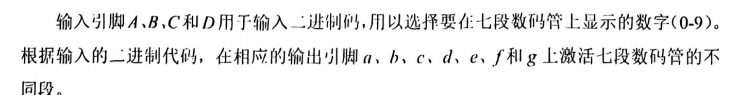 输入引脚A、B、C和D用于输入二进制码,用以选择要在七段数码管上显示的数字(0-9)。
根据输入的二进制代码，在相应的输出引脚a、b、c、d、e、f和g上激活七段数码管的不
同段。